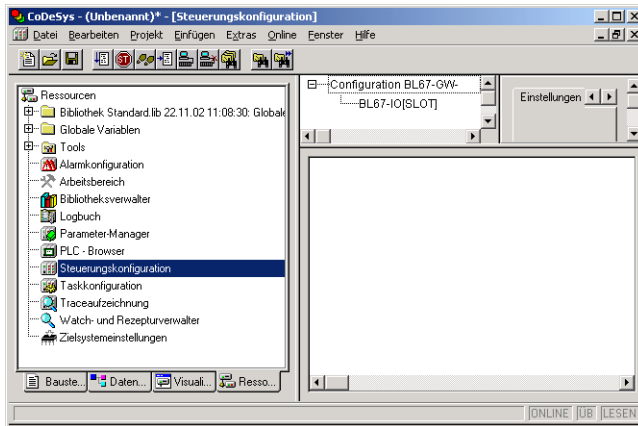 CoDeSys - (Unbenannt)* - [Steuerungskonfiguration]
Datei Bearbeiten Projekt Einfügen Extras Online Fenster Hilfe
Ressourcen
Bibliothek Standard.lib 22.11.02 11:08:30: Globale
Globale Variablen
Tools
Alarmkonfiguration
Arbeitsbereich
Bibliotheksverwalter
Logbuch
Parameter-Manager
PLC - Browser
Steuerungskonfiguration
Taskkonfiguration
Traceaufzeichnung
Watch- und Rezepturverwalter
Zielsystemeinstellungen
Bauste... Daten... Visuali... Resso...
Configuration BL67-GW-
BL67-IO[SLOT]
Einstellungen
ONLINE ÜB LESEN